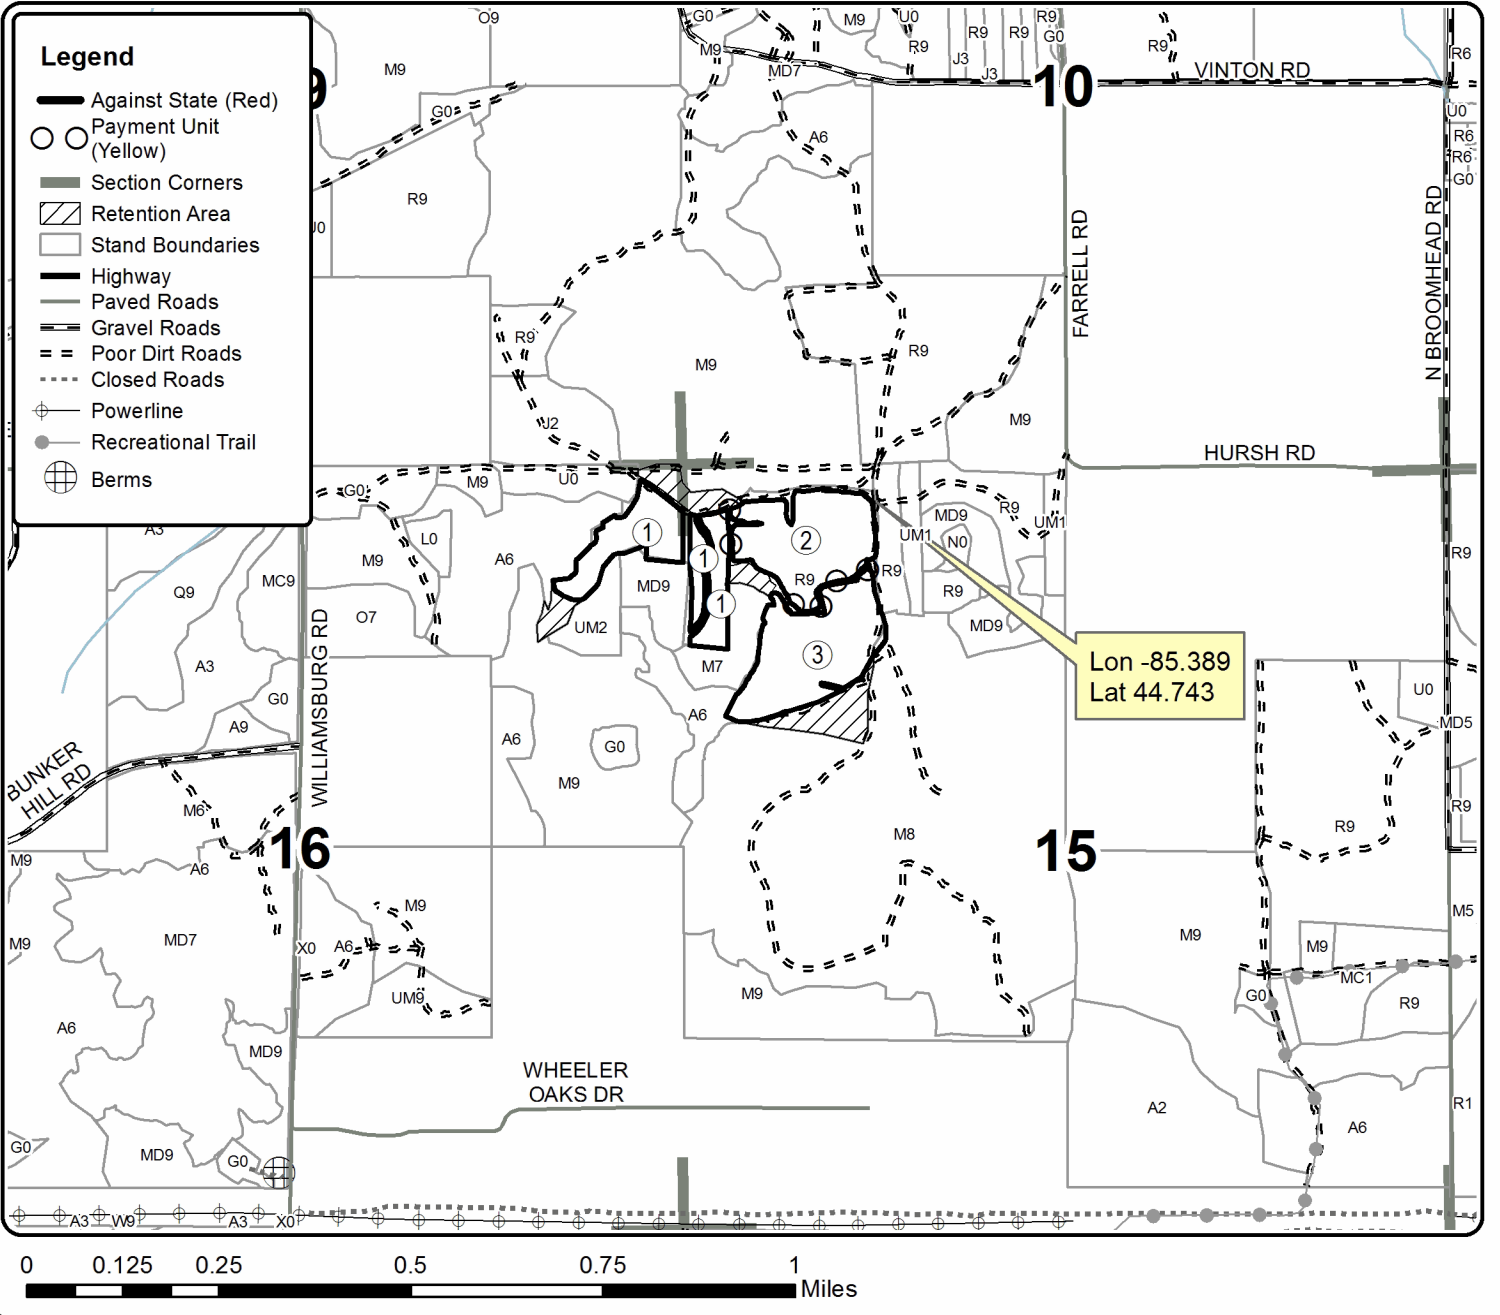 Legend
Against State (Red)
Payment Unit
(Yellow)
Section Corners
Retention Area
Stand Boundaries
Highway
Paved Roads
Gravel Roads
Poor Dirt Roads
Closed Roads
Powerline
Recreational Trail
Berms
O9
G0
M9
U0
R9
R9
R9
R9
G0
R9
R6
M9
M9
MD7
J3
J3
VINTON RD
9
10
G0
U0
A6
R6
R6
G0
R9
J0
FARRELL RD
N BROOMHEAD RD
R9
R9
M9
J2
M9
HURSH RD
G0
M9
U0
A3
L0
M9
A6
1
2
1
1
3
MD9
R9
UM1
UM1
N0
R9
Q9
MC9
MD9
R9
R9
R9
O7
UM2
MD9
WILLIAMSBURG RD
A3
M7
Lon -85.389
Lat 44.743
G0
A9
A6
U0
MD5
A6
G0
M9
BUNKER
HILL RD
M6
R9
R9
M8
M9
A6
16
15
M9
M5
MD7
X0
A6
M9
M9
M9
M9
MC1
UM9
M9
G0
R9
A6
MD9
WHEELER
OAKS DR
A2
A6
R1
G0
MD9
G0
A3
W9
A3
X0
0
0.125
0.25
0.5
0.75
1
Miles